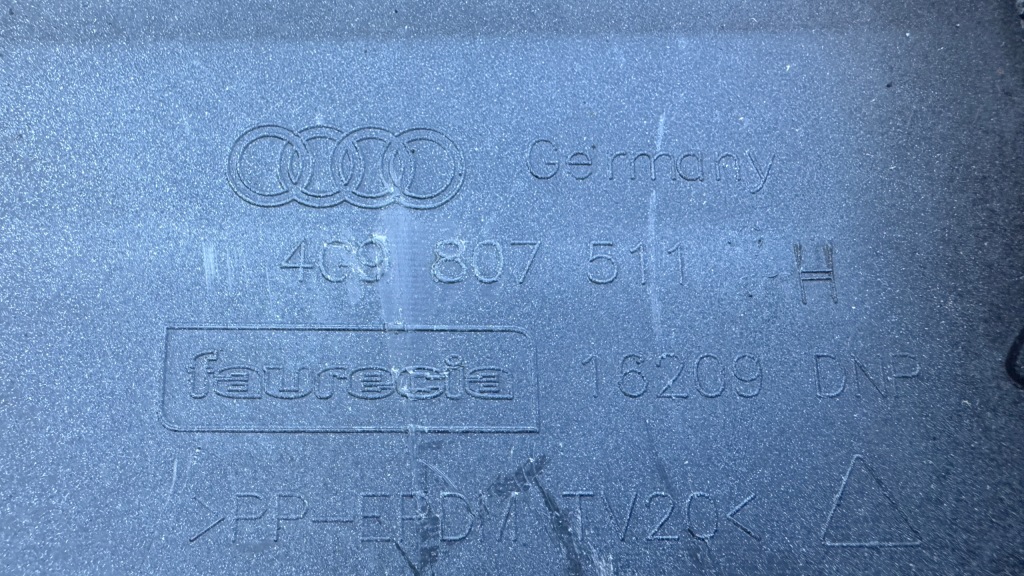 Germany
4G9 807 511 H
faurecia 16209 DNP
>PP-EPDM TV20<